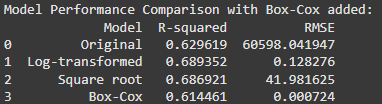 Model Performance Comparison with Box-Cox added:
Model R-squared RMSE
0 Original 0.629619 60598.041947
1 Log-transformed 0.689352 0.128276
2 Square root 0.686921 41.981625
3 Box-Cox 0.614461 0.000724